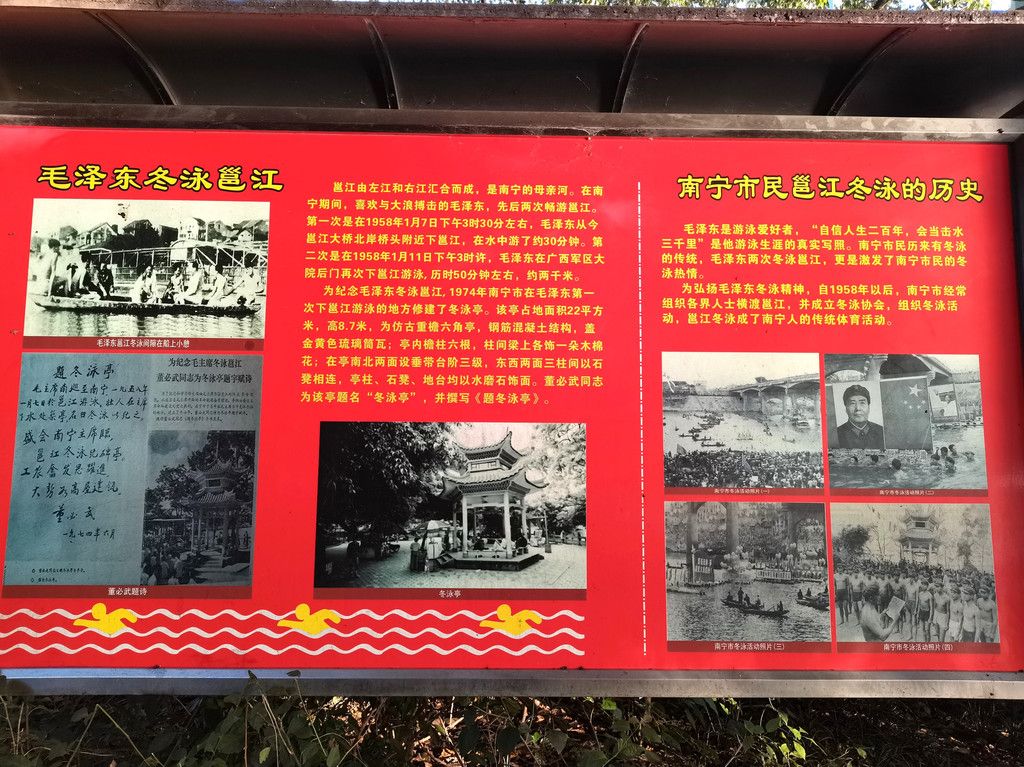 毛泽东冬泳邕江
毛泽东邕江冬泳间隙在船上小憩
题冬泳亭
为纪念毛主席冬泳邕江
董必武同志为冬泳亭题字赋诗
盛会南宁主席临
邕江冬泳见碑亭
工农奋发思跃进
大梦
董必武
一九七四年六月
董必武题诗
邕江由左江和右江汇合而成，是南宁的母亲河。在南
宁期间，喜欢与大浪搏击的毛泽东，先后两次畅游邕江。
第一次是在1958年1月7日下午3时30分左右，毛泽东从今
邕江大桥北岸桥头附近下邕江，在水中游了约30分钟。第
二次是在1958年1月11日下午3时许，毛泽东在广西军区大
院后门再次下邕江游泳, 历时50分钟左右，约两千米。
为纪念毛泽东冬泳邕江, 1974年南宁市在毛泽东第一
次下邕江游泳的地方修建了冬泳亭。该亭占地面积22平方
米，高8.7米，为仿古重檐六角亭，钢筋混凝土结构，盖
金黄色琉璃筒瓦；亭内檐柱六根，柱间梁上各饰一朵木棉
花；在亭南北两面设垂带台阶三级，东西两面三柱间以石
凳相连，亭柱、石凳、地台均以水磨石饰面。董必武同志
为该亭题名“冬泳亭”，并撰写《题冬泳亭》。
冬泳亭
南宁市民邕江冬泳的历史
毛泽东是游泳爱好者，“自信人生二百年，会当击水
三千里”是他游泳生涯的真实写照。南宁市民历来有冬泳
的传统，毛泽东两次冬泳邕江，更是激发了南宁市民的冬
泳热情。
为弘扬毛泽东冬泳精神，自1958年以后，南宁市经常
组织各界人士横渡邕江，并成立冬泳协会，组织冬泳活
动，邕江冬泳成了南宁人的传统体育活动。
南宁市冬泳活动照片(一)
南宁市冬泳活动照片(二)
南宁市冬泳活动照片(三)
南宁市冬泳活动照片(四)